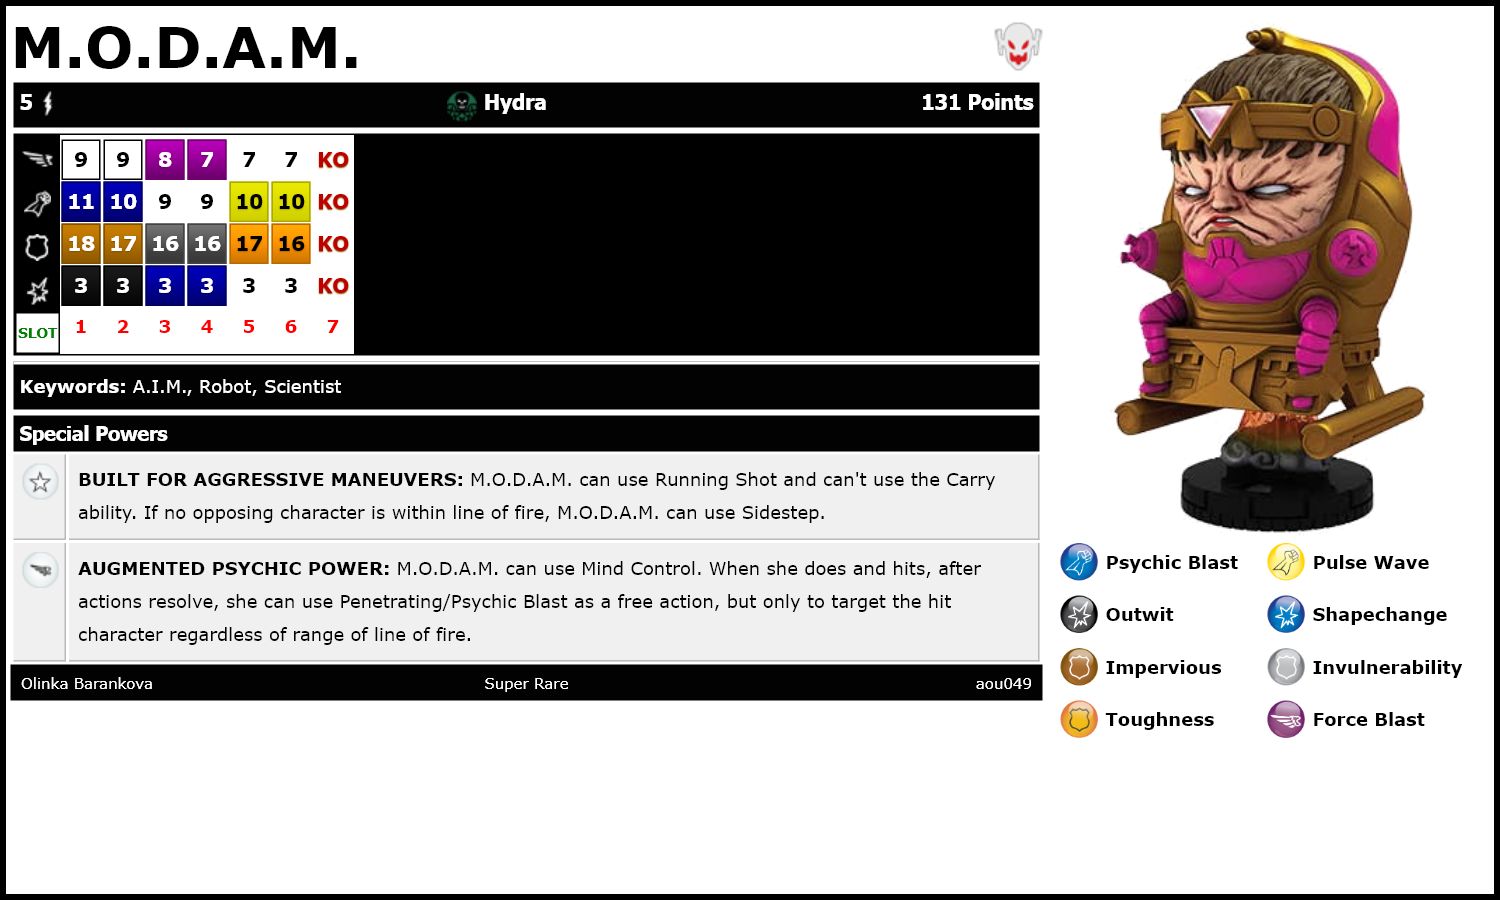 M.O.D.A.M.
5 Hydra 131 Points
9 9 8 7 7 7 KO
11 10 9 9 10 10 KO
18 17 16 16 17 16 KO
3 3 3 3 3 3 KO
SLOT 1 2 3 4 5 6 7
Keywords: A.I.M., Robot, Scientist
Special Powers
BUILT FOR AGGRESSIVE MANEUVERS: M.O.D.A.M. can use Running Shot and can't use the Carry
ability. If no opposing character is within line of fire, M.O.D.A.M. can use Sidestep.
AUGMENTED PSYCHIC POWER: M.O.D.A.M. can use Mind Control. When she does and hits, after
actions resolve, she can use Penetrating/Psychic Blast as a free action, but only to target the hit
character regardless of range of line of fire.
Olinka Barankova Super Rare aou049
Psychic Blast Pulse Wave
Outwit Shapechange
Impervious Invulnerability
Toughness Force Blast